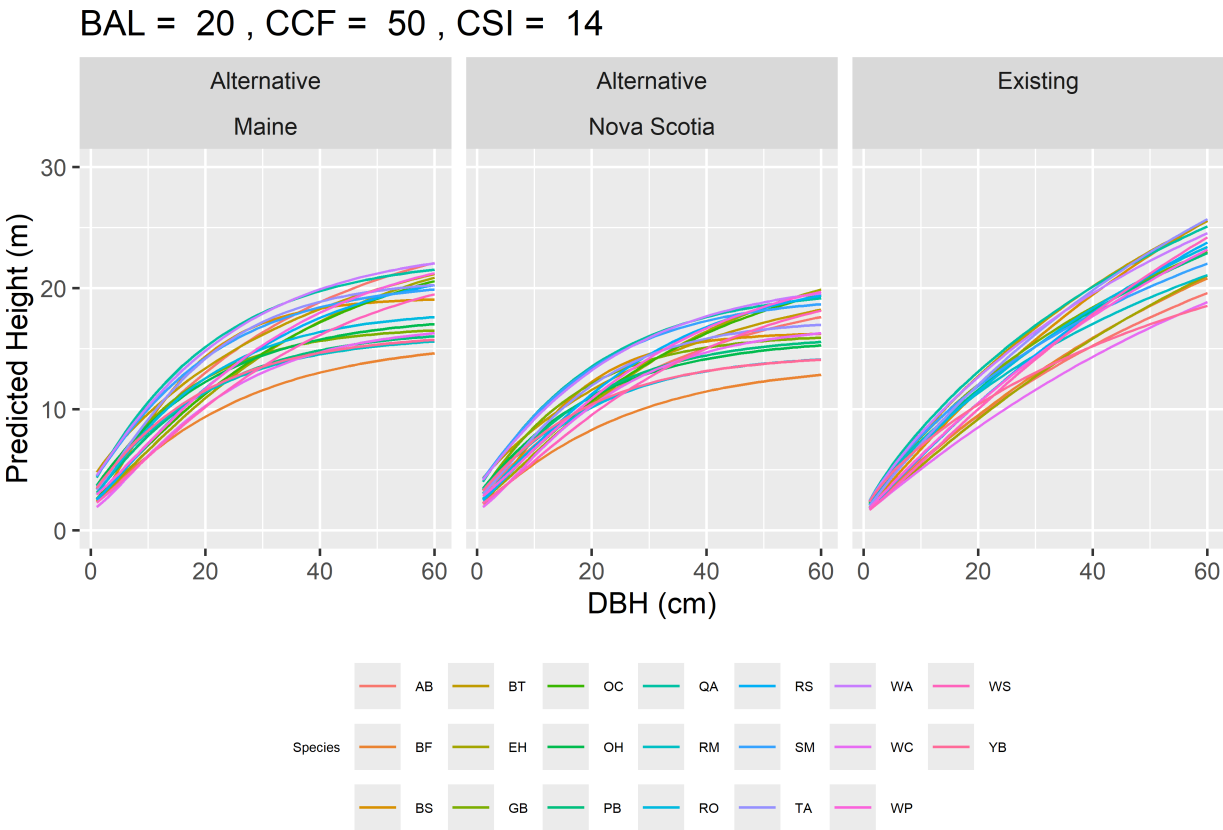 BAL =  20 , CCF =  50 , CSI =  14
Alternative
Maine
Alternative
Nova Scotia
Existing
Predicted Height (m)
30
20
10
0
0 20 40 60
0 20 40 60
0 20 40 60
DBH (cm)
AB BT OC QA RS WA WS
Species BF EH OH RM SM WC YB
BS GB PB RO TA WP